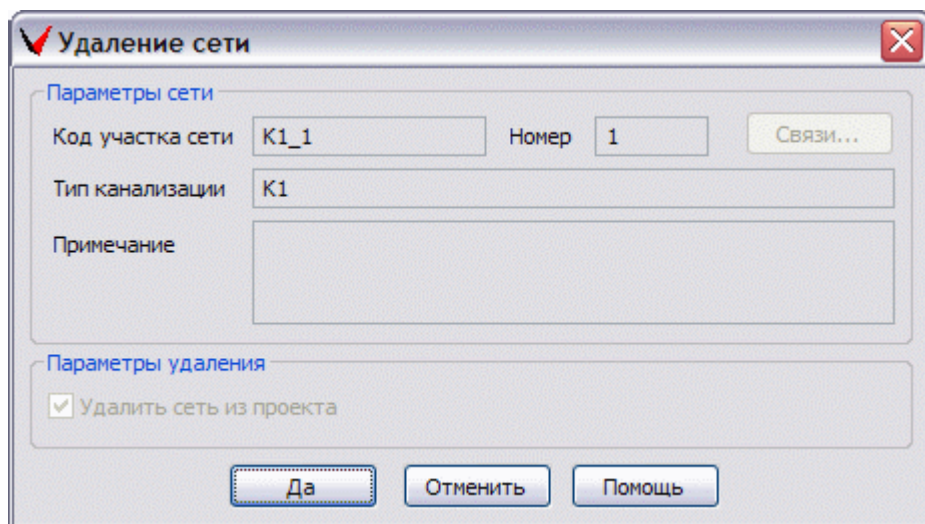 Удаление сети
Параметры сети
Код участка сети K1_1 Номер 1 Связи...
Тип канализации K1
Примечание
Параметры удаления
Удалить сеть из проекта
Да Отменить Помощь